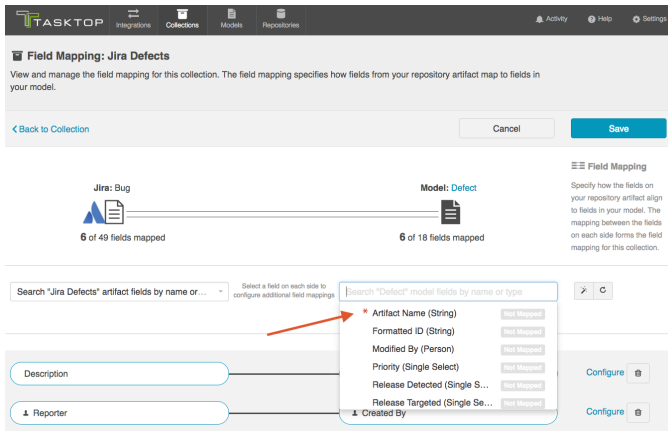 TASKTOP
Integrations
Collections
Models
Repositories
Activity
Help
Settings
Field Mapping: Jira Defects
View and manage the field mapping for this collection. The field mapping specifies how fields from your repository artifact map to fields in
your model.
Back to Collection
Cancel
Save
Field Mapping
Specify how the fields on
your repository artifact align
to fields in your model. The
mapping between the fields
on each side forms the field
mapping for this collection.
Jira: Bug
Model: Defect
6 of 49 fields mapped
6 of 18 fields mapped
Search "Jira Defects" artifact fields by name or...
Select a field on each side to
configure additional field mappings
Search "Defect" model fields by name or type
* Artifact Name (String) Not Mapped
Formatted ID (String) Not Mapped
Modified By (Person) Not Mapped
Priority (Single Select) Not Mapped
Release Detected (Single S... Not Mapped
Release Targeted (Single Se... Not Mapped
Description
Configure
Reporter
Created By
Configure